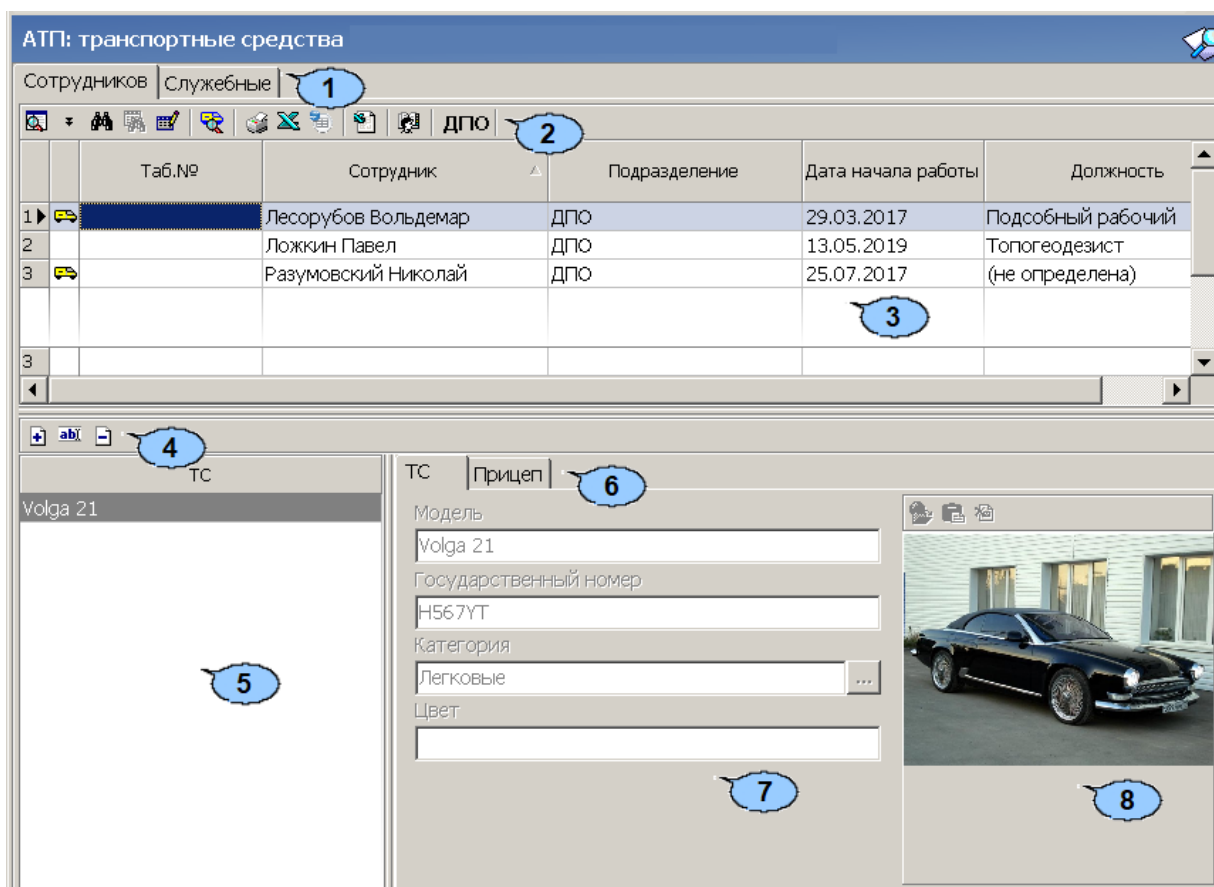 АТП: транспортные средства
Сотрудников Служебные 1
ДПО 2
Таб.№ Сотрудник Подразделение Дата начала работы Должность
1 Лесорубов Вольдемар ДПО 29.03.2017 Подсобный рабочий
2 Ложкин Павел ДПО 13.05.2019 Топогеодезист
3 Разумовский Николай ДПО 25.07.2017 (не определена)
3
3
abI 4
ТС
Volga 21
5
ТС Прицеп 6
Модель
Volga 21
Государственный номер
H567YT
Категория
Легковые ...
Цвет
7
8